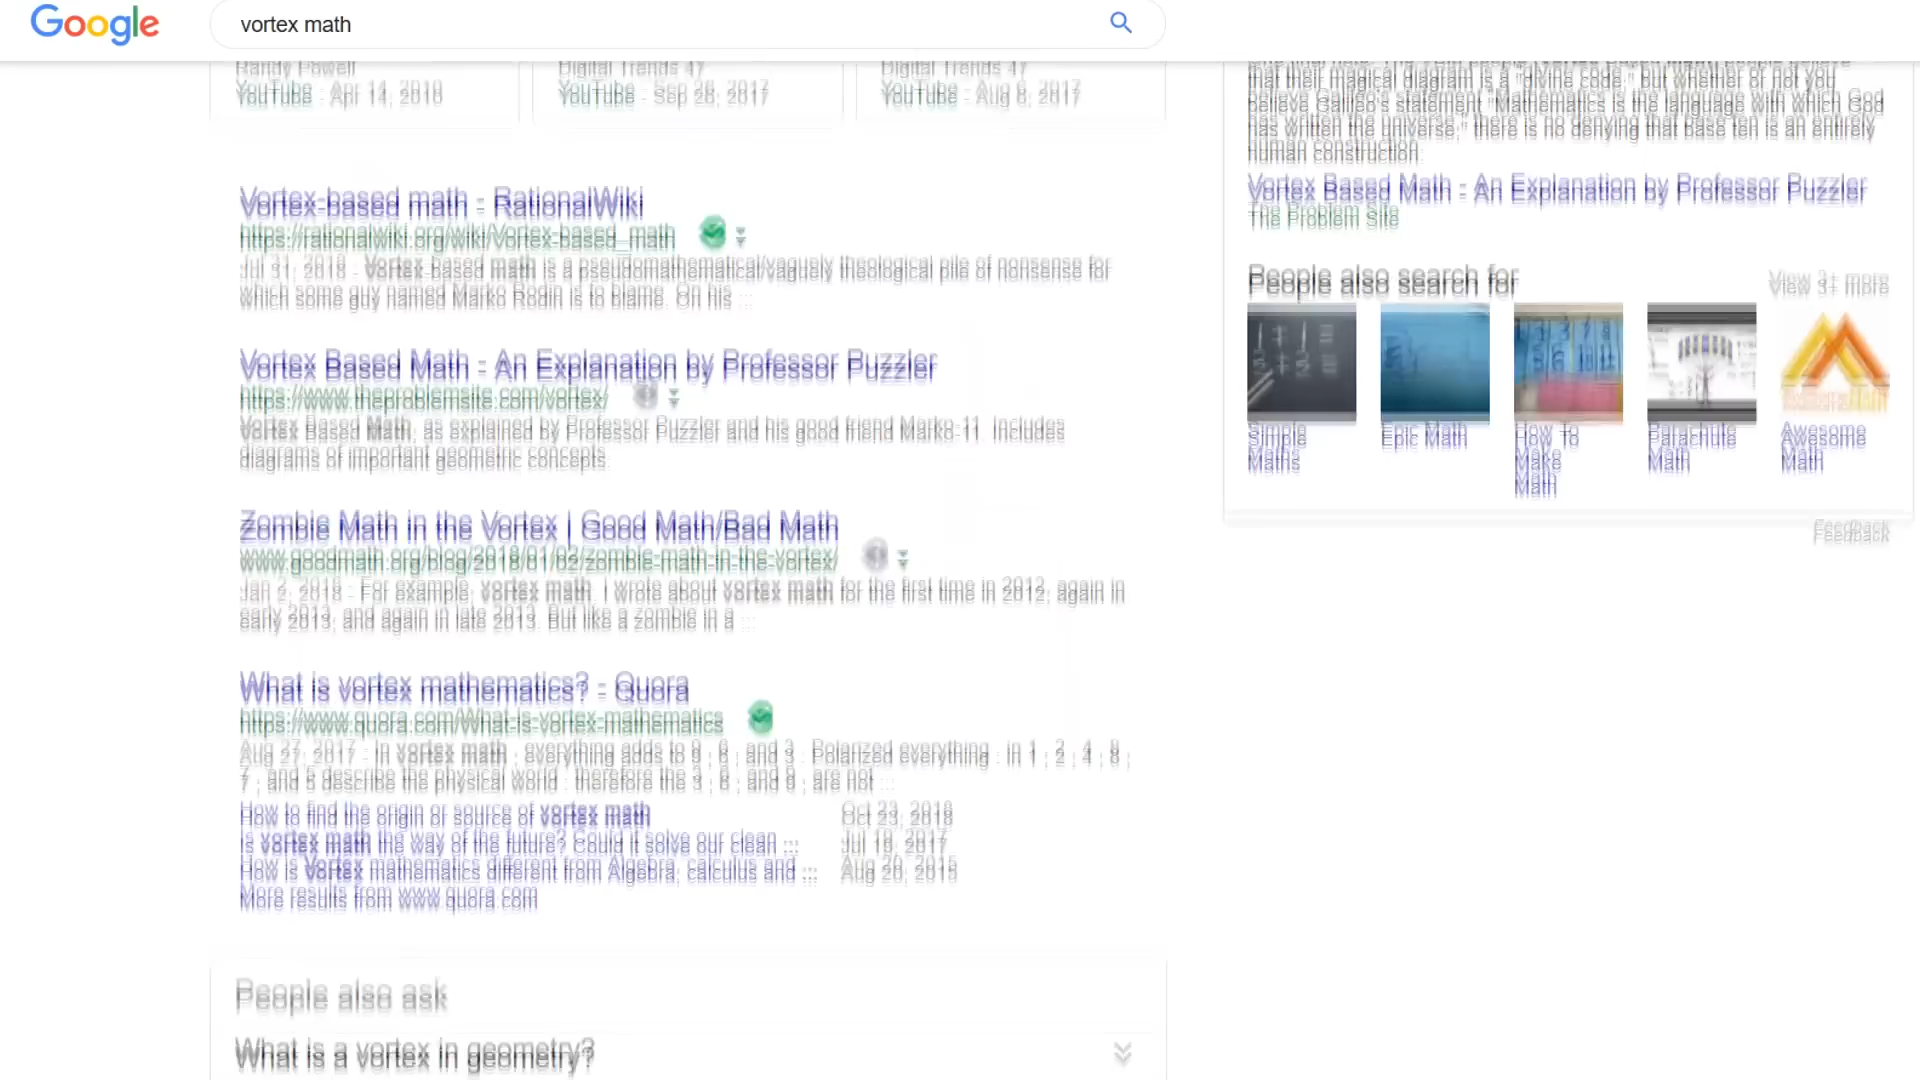 Google
vortex math
Randy Powell
YouTube - Apr 14, 2010
Digital Trends 47
YouTube - Sep 28, 2017
Digital Trends 47
YouTube - Aug 8, 2017
Vortex-based math - RationalWiki
https://rationalwiki.org/wiki/Vortex-based_math
Jul 31, 2018 - Vortex-based math is a pseudomathematical/vaguely theological pile of nonsense for
which some guy named Marko Rodin is to blame. On his ...
Vortex Based Math - An Explanation by Professor Puzzler
https://www.theproblemsite.com/vortex/
Vortex Based Math, as explained by Professor Puzzler and his good friend Marko-11. Includes
diagrams of important geometric concepts.
Zombie Math in the Vortex | Good Math/Bad Math
www.goodmath.org/blog/2018/01/02/zombie-math-in-the-vortex/
Jan 2, 2018 - For example, vortex math. I wrote about vortex math for the first time in 2012, again in
early 2013, and again in late 2013. But like a zombie in a ...
What is vortex mathematics? - Quora
https://www.quora.com/What-is-vortex-mathematics
Aug 27, 2017 - In vortex math , everything adds to 9 , 6 , and 3 . Polarized everything . in 1 , 2 , 4 , 8 ,
7 , and 5 describe the physical world . therefore the 3 , 6 , and 9 , are not ...
How to find the origin or source of vortex math
Oct 23, 2018
Is vortex math the way of the future? Could it solve our clean ...
Jul 19, 2017
How is Vortex mathematics different from Algebra, calculus and ...
Aug 20, 2015
More results from www.quora.com
People also ask
What is a vortex in geometry?
that their magical diagram is a "divine code," but whether or not you
believe Galileo's statement "Mathematics is the language with which God
has written the universe," there is no denying that base ten is an entirely
human construction.
Vortex Based Math - An Explanation by Professor Puzzler
The Problem Site
People also search for
View 3+ more
Simple
Maths
Epic Math
How To
Make
Math
Parachute
Math
Awesome
Math
Feedback